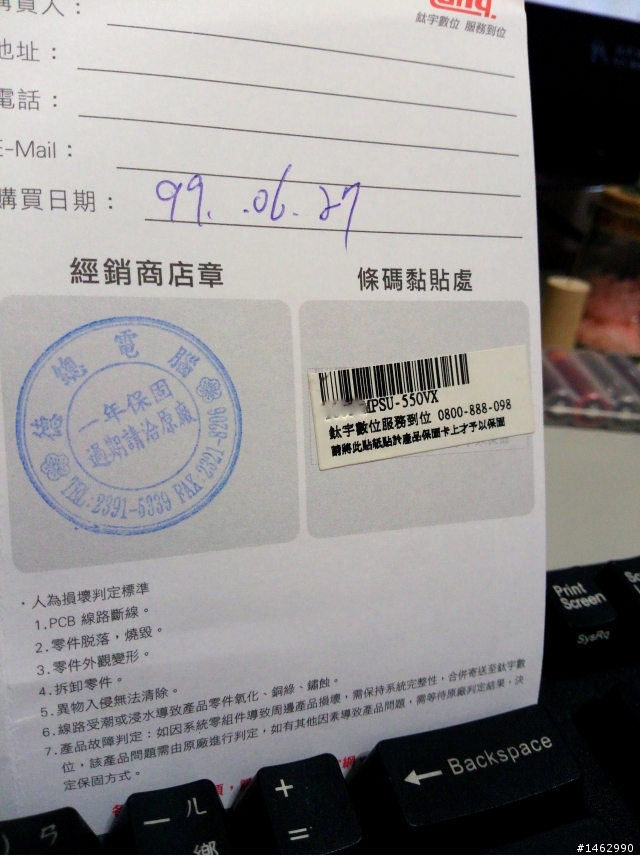 購買人：
鈦宇數位 服務到位
地址：
電話：
E-Mail：
購買日期：99. 06. 27
經銷商店章
條碼黏貼處
德總電腦
一年保固
過期請洽原廠
TEL:2391-5339 FAX:2321-8206
MPSU-550VX
鈦宇數位服務到位 0800-888-098
請將此貼紙貼於產品保固卡上才予以保固
·人為損壞判定標準
1.PCB 線路斷線。
2.零件脫落，燒毀。
3.零件外觀變形。
4.拆卸零件。
5.異物入侵無法清除。
6.線路受潮或浸水導致產品零件氧化、銅綠、鏽蝕。
7.產品故障判定：如因系統零組件導致周邊產品損壞，需保持系統完整性，合併寄送至鈦宇數
位，該產品問題需由原廠進行判定，如有其他因素導致產品問題，需等待原廠判定結果，決
定保固方式。
Print
Screen
SysRq
← Backspace
+
=
一 ㄦ
鄉
ㄢ
#1462990